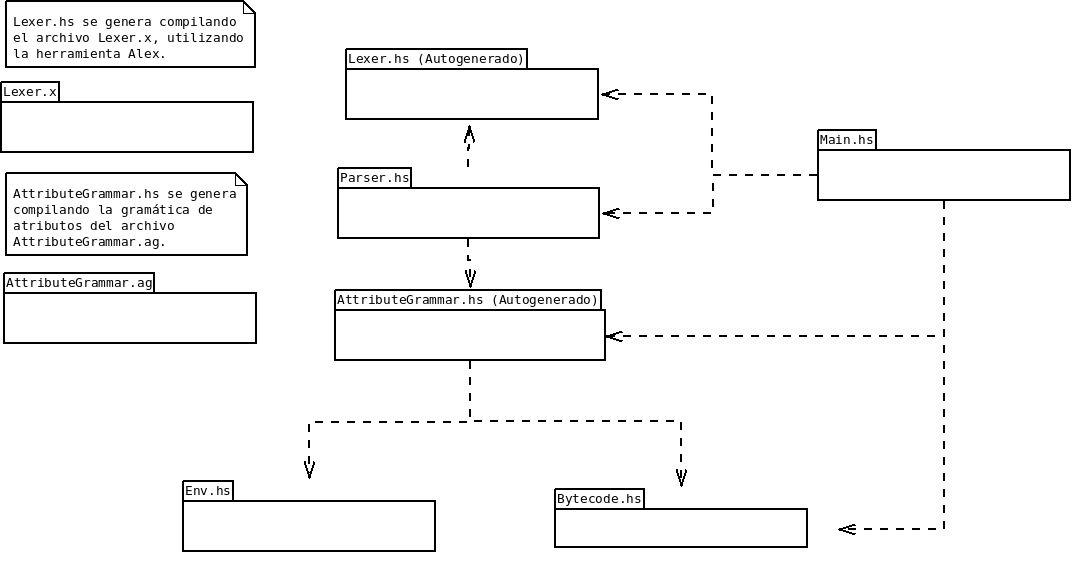 Lexer.hs se genera compilando
el archivo Lexer.x, utilizando
la herramienta Alex.
Lexer.x
AttributeGrammar.hs se genera
compilando la gramática de
atributos del archivo
AttributeGrammar.ag.
AttributeGrammar.ag
Lexer.hs (Autogenerado)
Parser.hs
AttributeGrammar.hs (Autogenerado)
Main.hs
Env.hs
Bytecode.hs